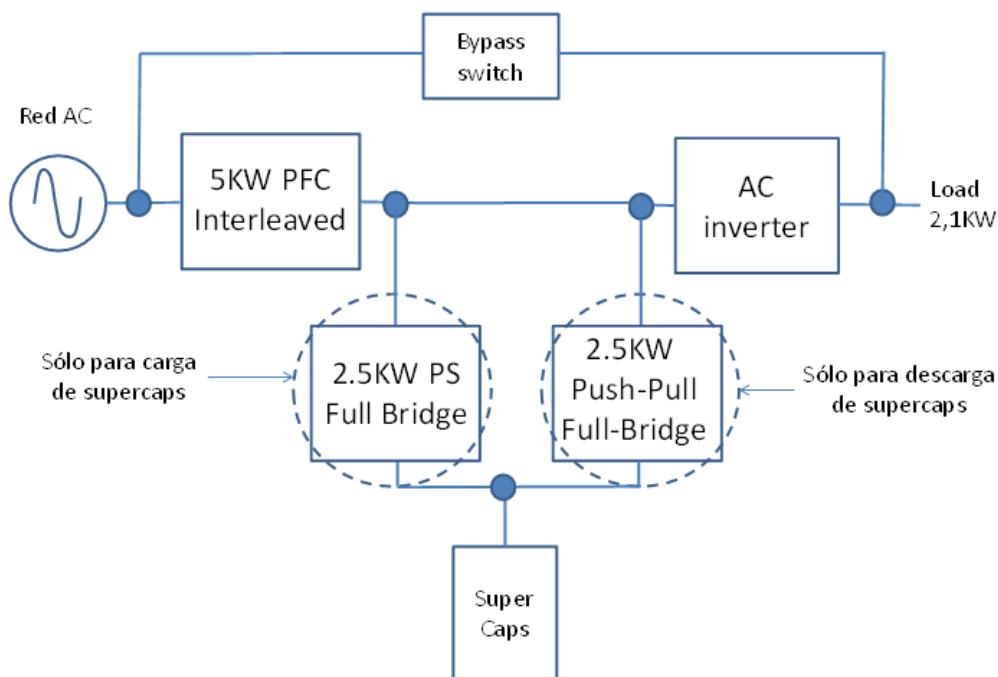 Bypass
switch
Red AC
5KW PFC
Interleaved
AC
inverter
Load
2,1KW
Sólo para carga
de supercaps
2.5KW PS
Full Bridge
2.5KW
Push-Pull
Full-Bridge
Sólo para descarga
de supercaps
Super
Caps